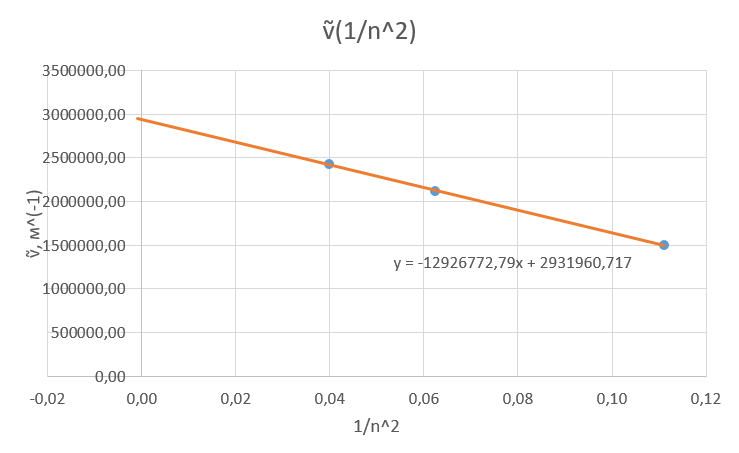 ṽ(1/n^2)
3500000,00
3000000,00
2500000,00
2000000,00
1500000,00
1000000,00
500000,00
0,00
ṽ, м^(-1)
y = -12926772,79x + 2931960,717
-0,02 0,00 0,02 0,04 0,06 0,08 0,10 0,12
1/n^2